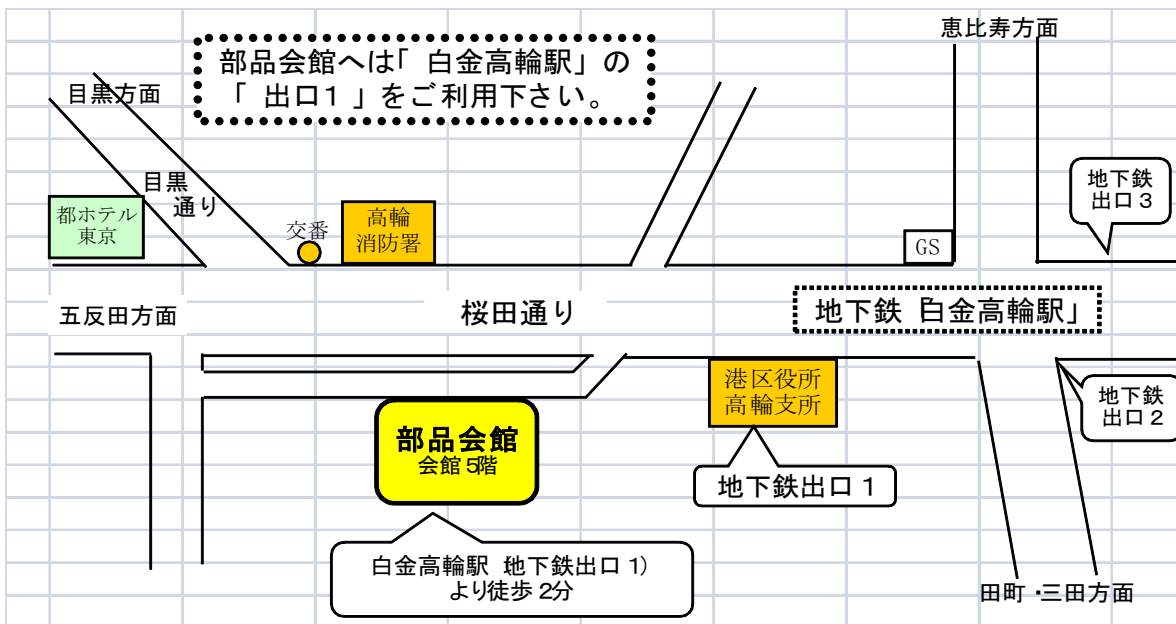 恵比寿方面
部品会館へは「 白金高輪駅」の
「 出口1 」をご利用下さい。
目黒方面
目黒
通り
地下鉄
出口 3
都ホテル
東京
交番
高輪
消防署
GS
五反田方面
桜田通り
地下鉄 「白金高輪駅」
港区役所
高輪支所
地下鉄
出口 2
部品会館
会館 5階
地下鉄出口 1
白金高輪駅 (地下鉄出口 1)
より徒歩 2分
田町・三田方面